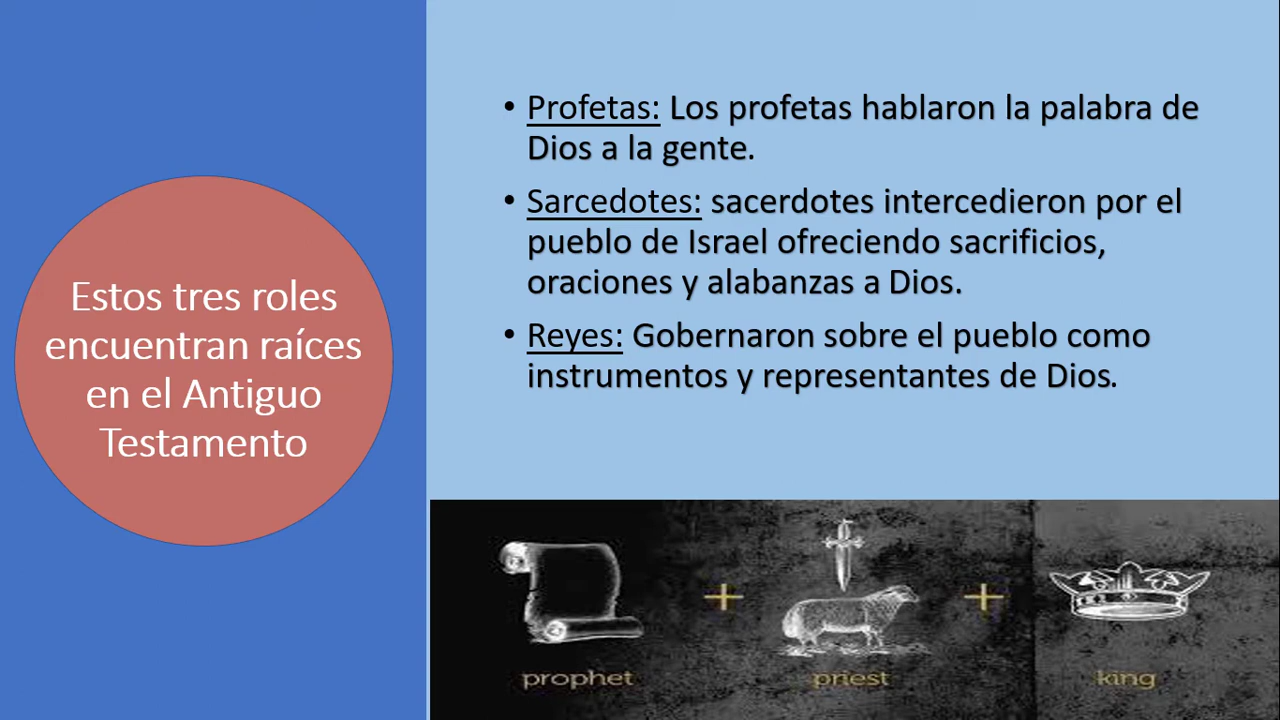 Estos tres roles
encuentran raíces
en el Antiguo
Testamento
• Profetas: Los profetas hablaron la palabra de
Dios a la gente.
• Sarcedotes: sacerdotes intercedieron por el
pueblo de Israel ofreciendo sacrificios,
oraciones y alabanzas a Dios.
• Reyes: Gobernaron sobre el pueblo como
instrumentos y representantes de Dios.
prophet + priest + king